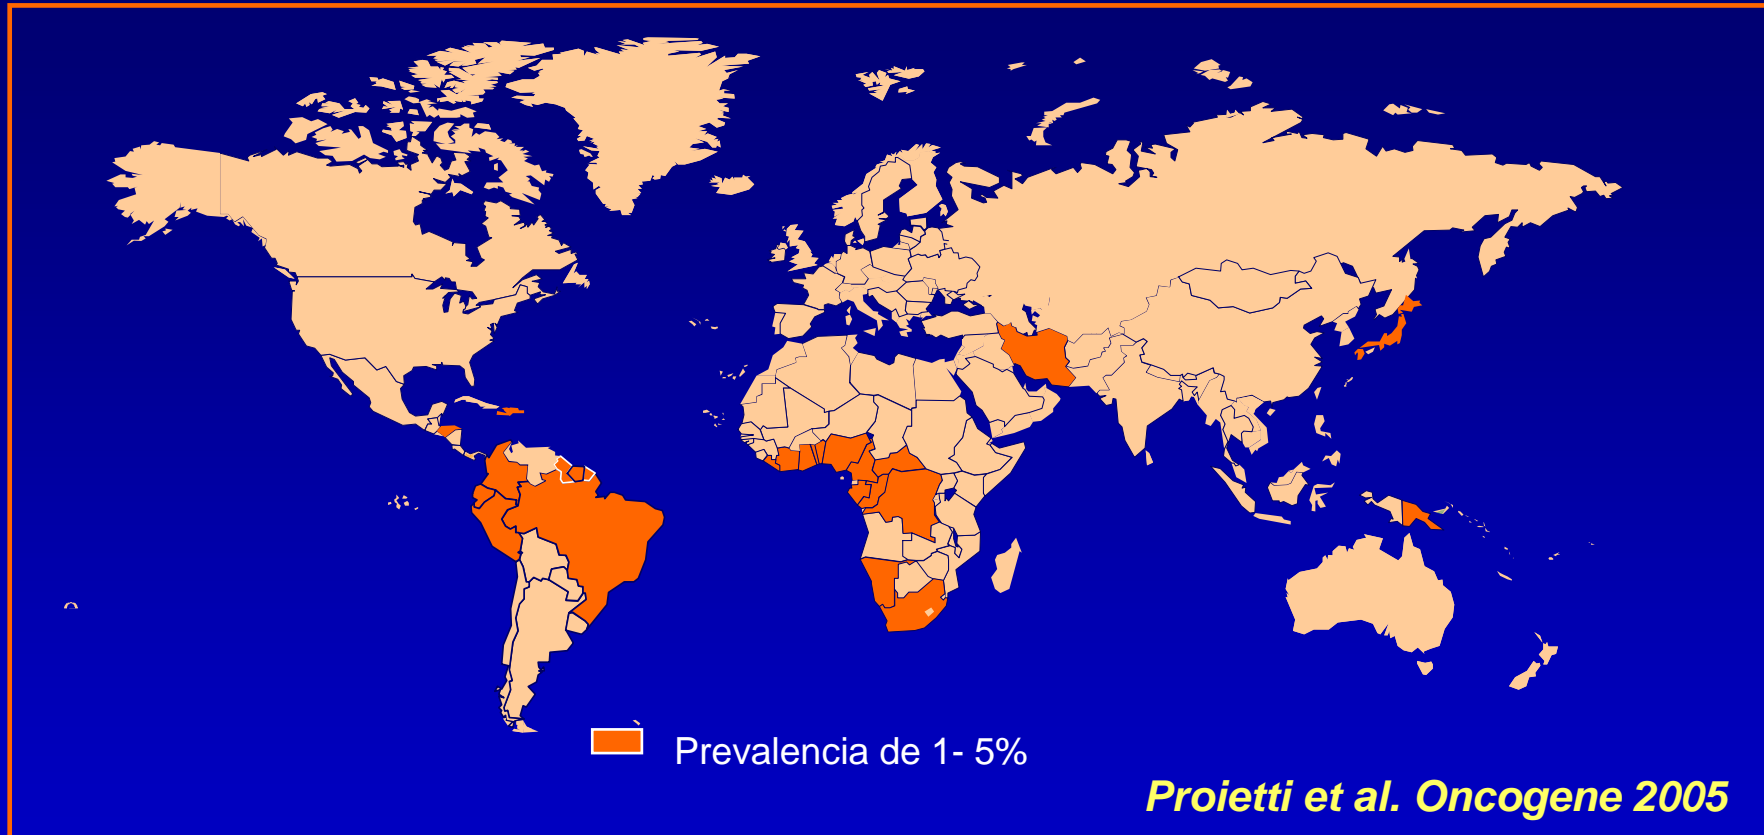 Prevalencia de 1- 5%
Proietti et al. Oncogene 2005